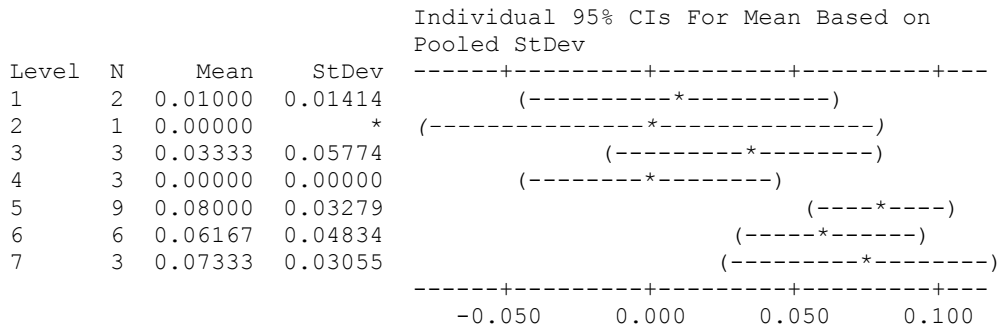 Individual 95% CIs For Mean Based on
                            Pooled StDev
Level  N     Mean    StDev  ------+---------+---------+---------+---
1      2  0.01000  0.01414         (----------*----------)
2      1  0.00000        *  (---------------*---------------)
3      3  0.03333  0.05774               (---------*--------)
4      3  0.00000  0.00000         (--------*--------)
5      9  0.08000  0.03279                             (----*----)
6      6  0.06167  0.04834                        (-----*------)
7      3  0.07333  0.03055                       (---------*--------)
                            ------+---------+---------+---------+---
                               -0.050     0.000     0.050     0.100